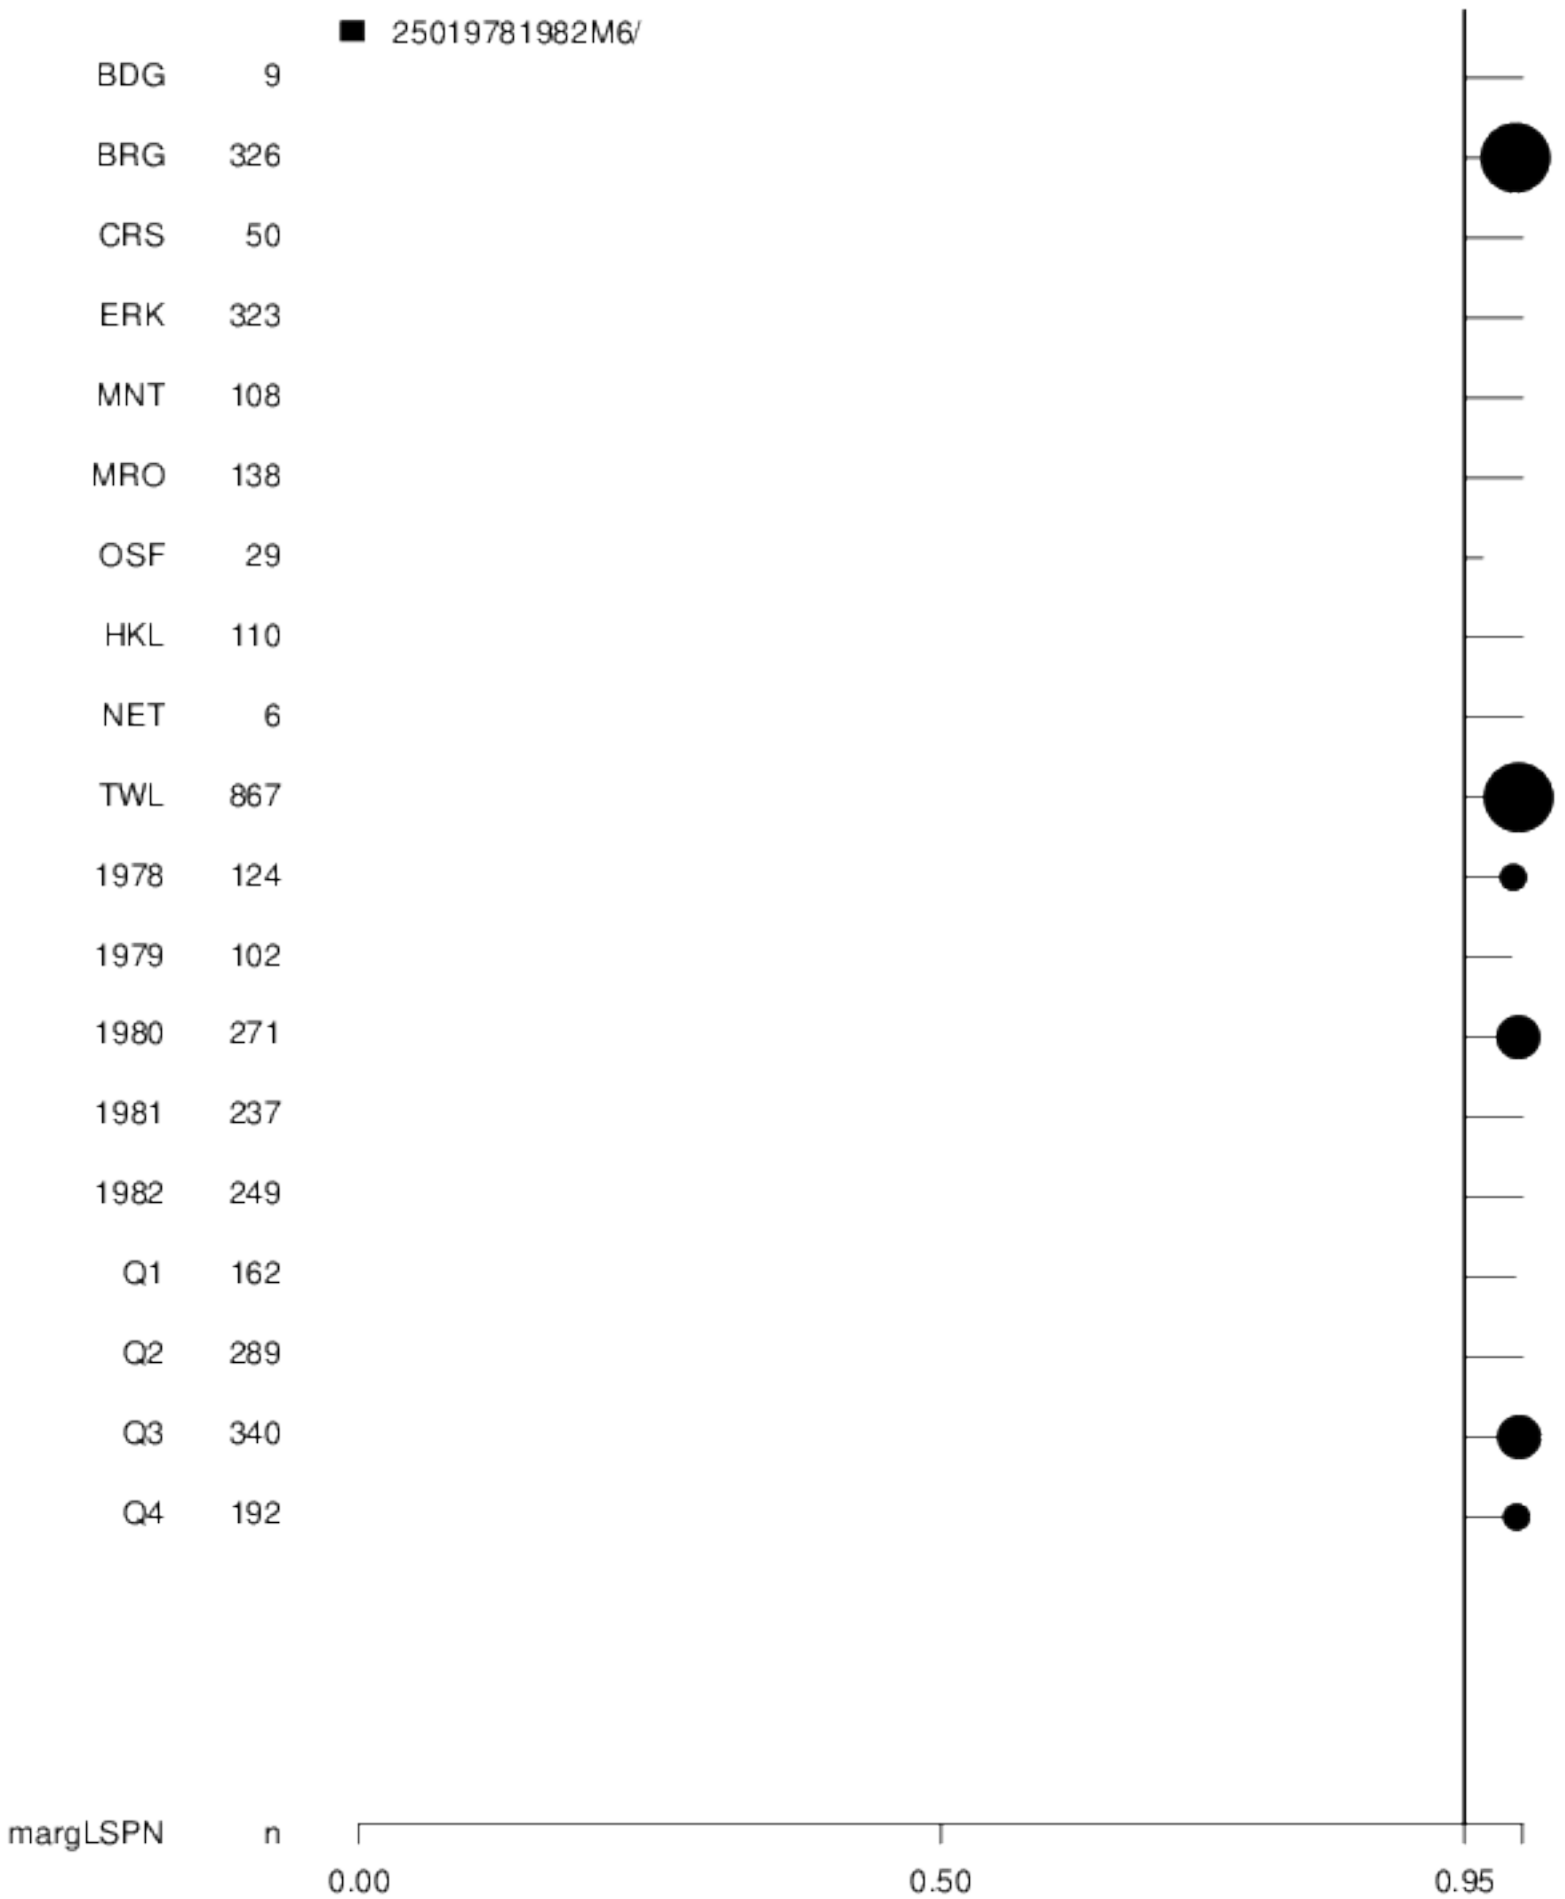 25019781982M6/
BDG 9
BRG 326
CRS 50
ERK 323
MNT 108
MRO 138
OSF 29
HKL 110
NET 6
TWL 867
1978 124
1979 102
1980 271
1981 237
1982 249
Q1 162
Q2 289
Q3 340
Q4 192
margLSPN n
0.00 0.50 0.95